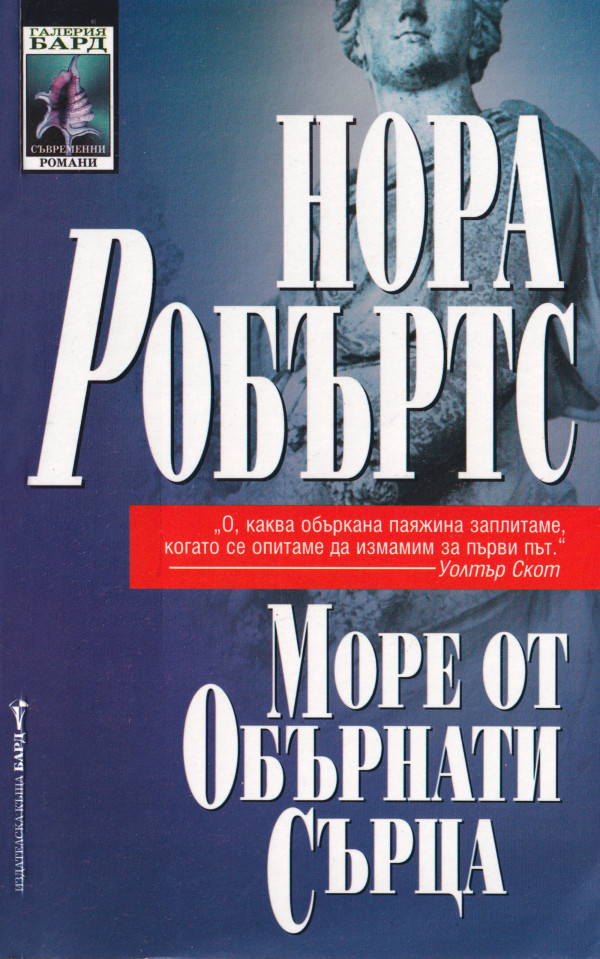 ГАЛЕРИЯ
БАРД
СЪВРЕМЕННИ
РОМАНИ
НОРА
РОБЪРТС
„О, каква объркана паяжина заплитаме,
когато се опитаме да измамим за първи път.“
Уолтър Скот
МОРЕ ОТ
ОБЪРНАТИ
СЪРЦА
ИЗДАТЕЛСКА КЪЩА БАРД